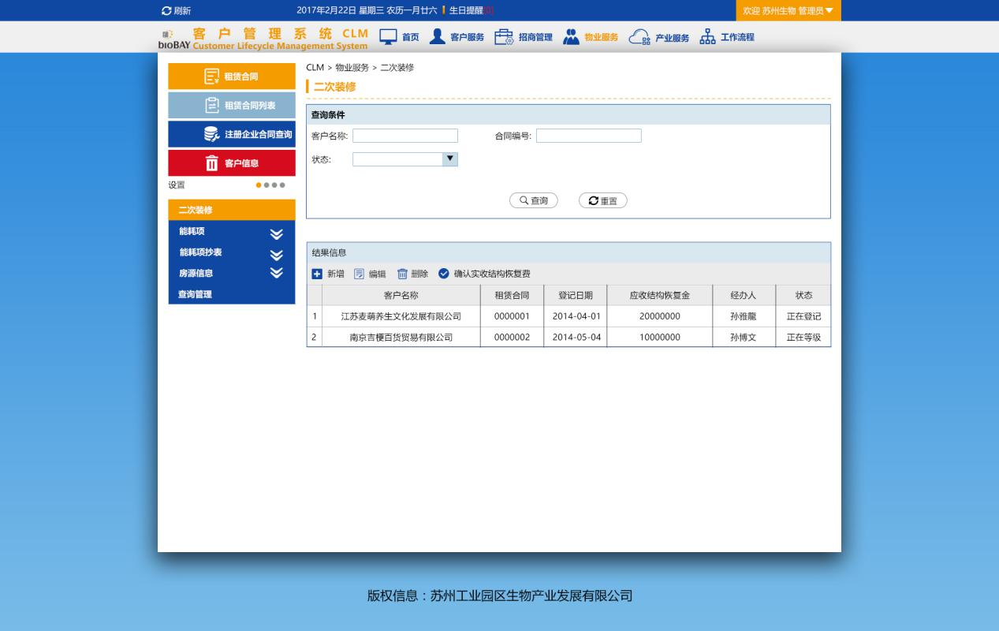 刷新 2017年2月22日 星期三 农历一月廿六 生日提醒[0] 欢迎 苏州生物 管理员
bioBAY 客户管理系统 CLM
Customer Lifecycle Management System
首页 客户服务 招商管理 物业服务 产业服务 工作流程
租赁合同
租赁合同列表
注册企业合同查询
客户信息
设置
二次装修
能耗项
能耗项抄表
房源信息
查询管理
CLM > 物业服务 > 二次装修
二次装修
查询条件
客户名称: 合同编号:
状态:
查询 重置
结果信息
新增 编辑 删除 确认实收结构恢复费
客户名称 租赁合同 登记日期 应收结构恢复金 经办人 状态
1 江苏麦萌养生文化发展有限公司 0000001 2014-04-01 20000000 孙雅龍 正在登记
2 南京吉梗百货贸易有限公司 0000002 2014-05-04 10000000 孙博文 正在等级
版权信息：苏州工业园区生物产业发展有限公司